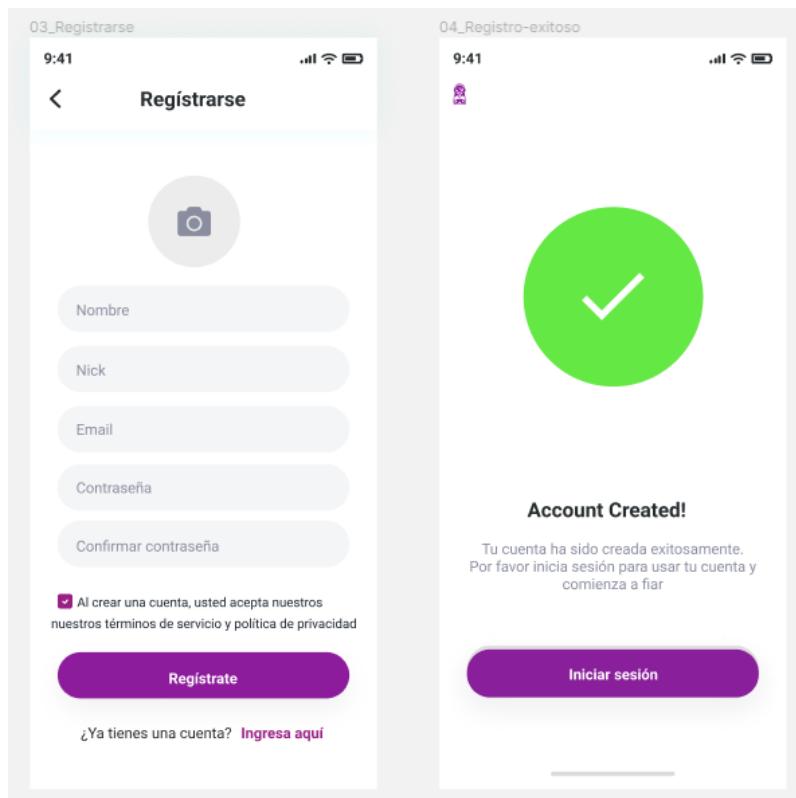 03_Registrarse
9:41
Regístrarse
Nombre
Nick
Email
Contraseña
Confirmar contraseña
Al crear una cuenta, usted acepta nuestros
nuestros términos de servicio y política de privacidad
Regístrate
¿Ya tienes una cuenta? Ingresa aquí
04_Registro-exitoso
9:41
Account Created!
Tu cuenta ha sido creada exitosamente.
Por favor inicia sesión para usar tu cuenta y
comienza a fiar
Iniciar sesión